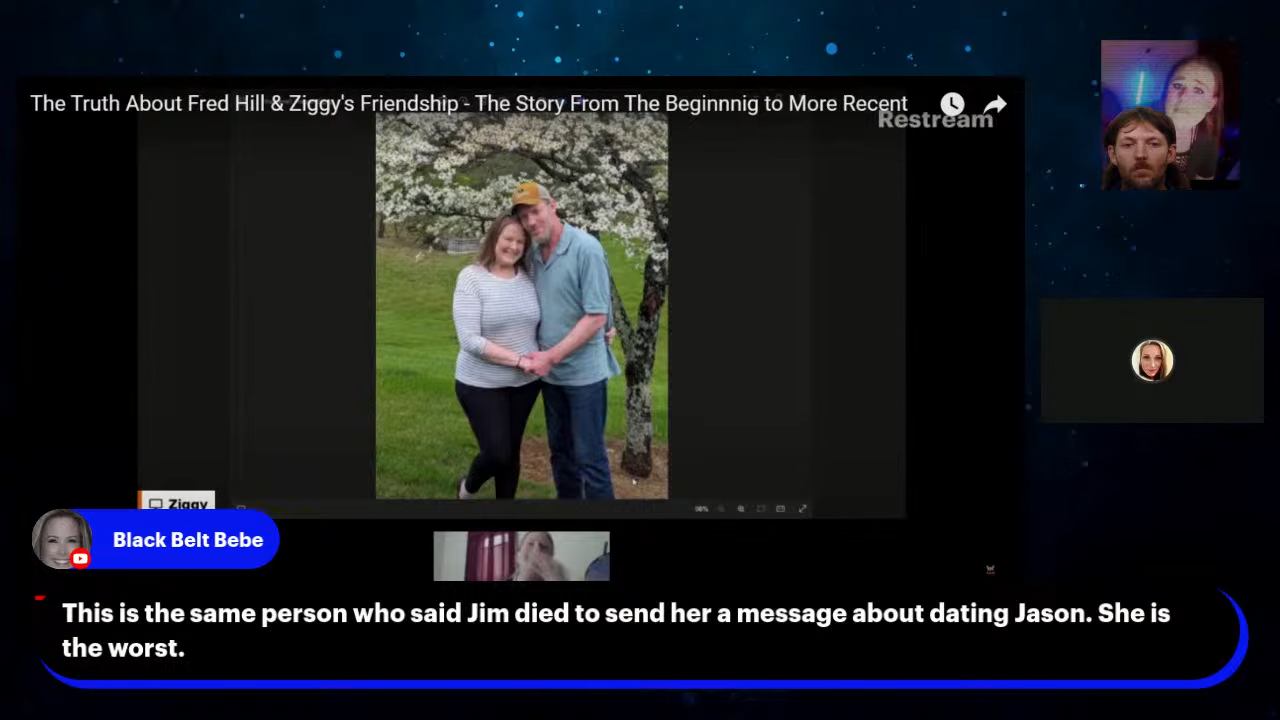 The Truth About Fred Hill & Ziggy's Friendship - The Story From The Beginnnig to More Recent
Restream
Ziggy
Black Belt Bebe
This is the same person who said Jim died to send her a message about dating Jason. She is
the worst.